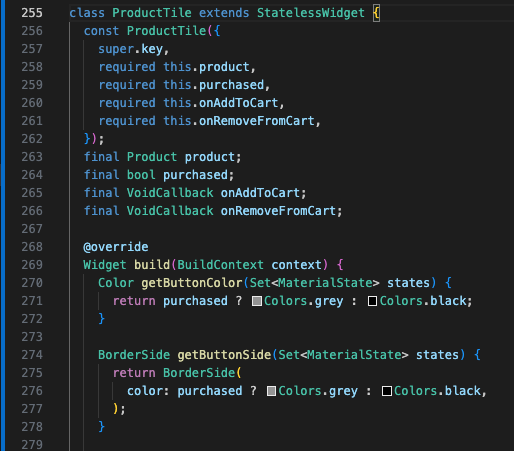 255 class ProductTile extends StatelessWidget {
256   const ProductTile({
257     super.key,
258     required this.product,
259     required this.purchased,
260     required this.onAddToCart,
261     required this.onRemoveFromCart,
262   });
263   final Product product;
264   final bool purchased;
265   final VoidCallback onAddToCart;
266   final VoidCallback onRemoveFromCart;
267
268   @override
269   Widget build(BuildContext context) {
270     Color getButtonColor(Set<MaterialState> states) {
271       return purchased ? Colors.grey : Colors.black;
272     }
273
274     BorderSide getButtonSide(Set<MaterialState> states) {
275       return BorderSide(
276         color: purchased ? Colors.grey : Colors.black,
277       );
278     }
279